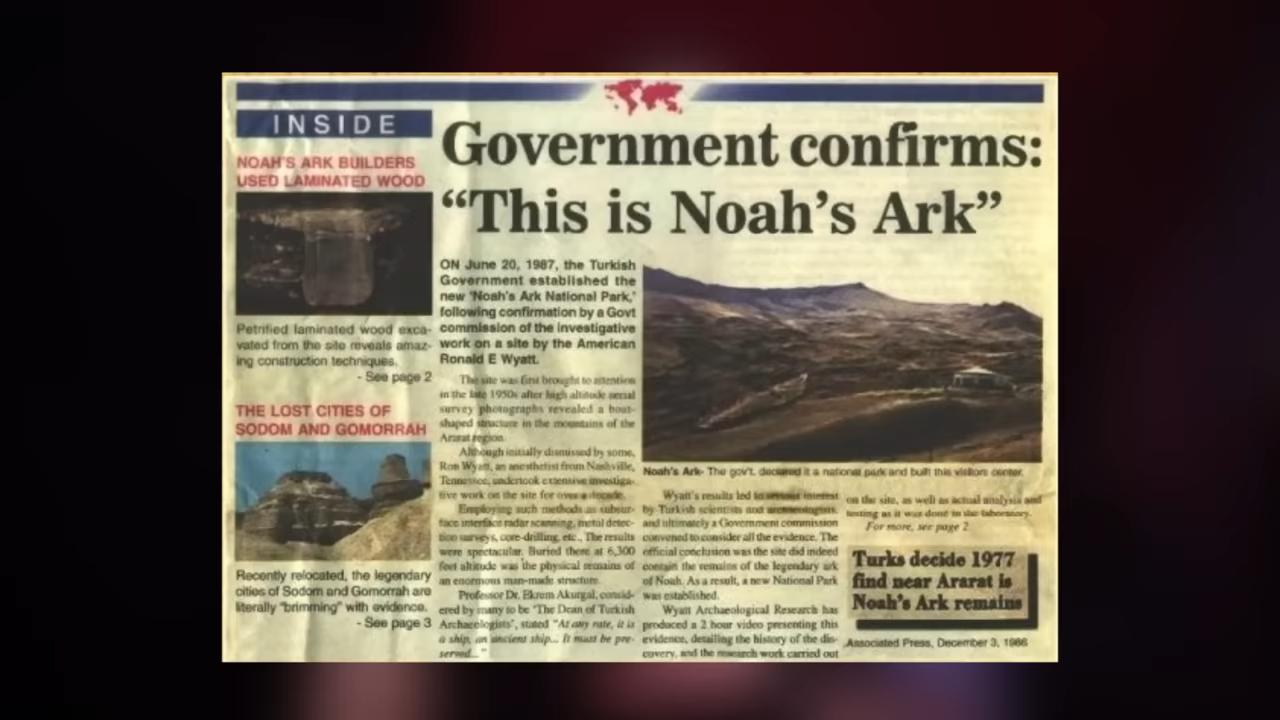 INSIDE
NOAH'S ARK BUILDERS
USED LAMINATED WOOD
Petrified laminated wood exca-
vated from the site reveals amaz-
ing construction techniques.
- See page 2
THE LOST CITIES OF
SODOM AND GOMORRAH
Recently relocated, the legendary
cities of Sodom and Gomorrah are
literally "brimming" with evidence.
- See page 3
Government confirms:
“This is Noah’s Ark”
ON June 20, 1987, the Turkish
Government established the
new 'Noah's Ark National Park,'
following confirmation by a Govt
commission of the investigative
work on a site by the American
Ronald E Wyatt.
The site was first brought to attention
in the late 1950s after high altitude aerial
survey photographs revealed a boat-
shaped structure in the mountains of the
Ararat region.
Although initially dismissed by some,
Ron Wyatt, an anesthetist from Nashville,
Tennessee, undertook extensive investiga-
tive work on the site for over a decade.
Employing such methods as subsur-
face interface radar scanning, metal detec-
tion surveys, core-drilling, etc., The results
were spectacular. Buried there at 6,300
feet altitude was the physical remains of
an enormous man-made structure.
Professor Dr. Ekrem Akurgal, consid-
ered by many to be "The Dean of Turkish
Archaeologists", stated "At any rate, it is
a ship, an ancient ship... It must be pre-
served..."
Noah's Ark- The gov't. declared it a national park and built this visitors center.
Wyatt's results led to serious interest
by Turkish scientists and archaeologists,
and ultimately a Government commission
convened to consider all the evidence. The
official conclusion was the site did indeed
contain the remains of the legendary ark
of Noah. As a result, a new National Park
was established.
Wyatt Archaeological Research has
produced a 2 hour video presenting this
evidence, detailing the history of the dis-
covery, and the research work carried out
on the site, as well as actual analysis and
testing as it was done in the laboratory.
For more, see page 2
Turks decide 1977
find near Ararat is
Noah's Ark remains
Associated Press, December 3, 1986